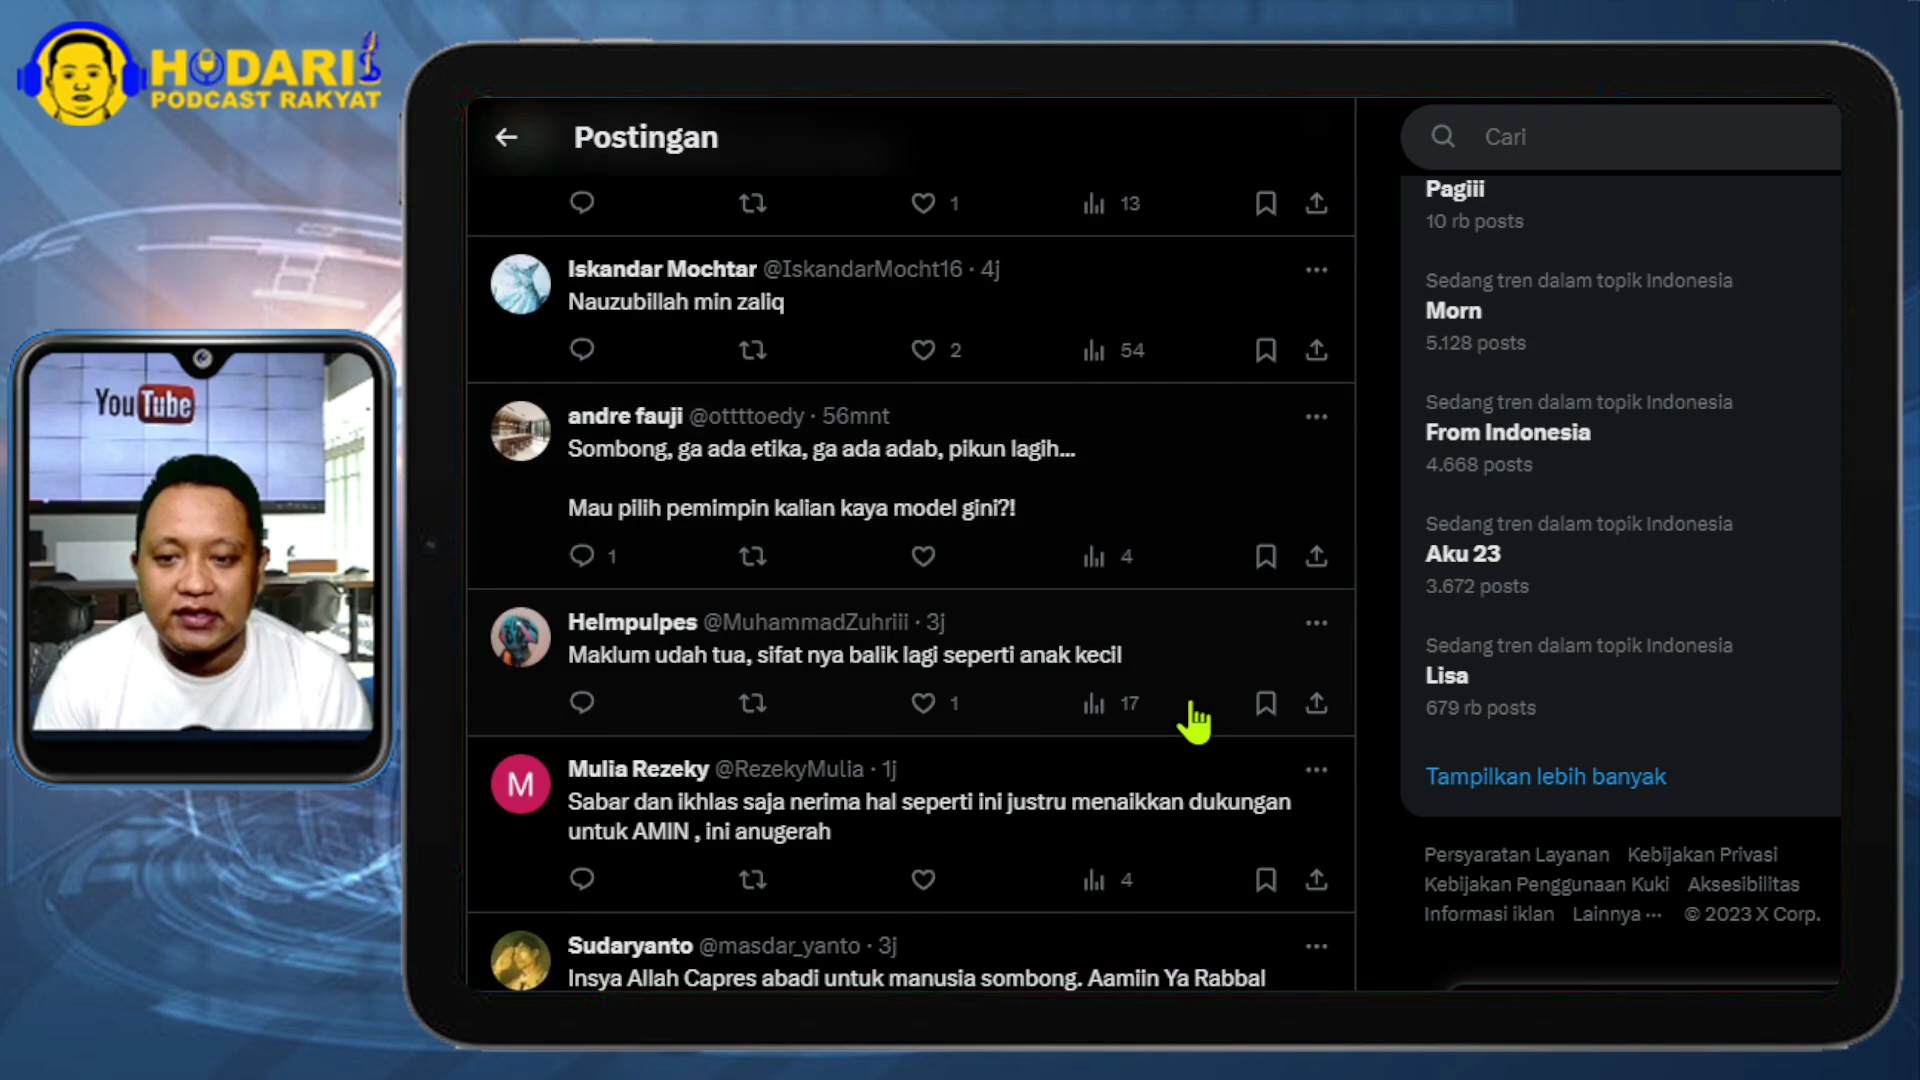 HODARI
PODCAST RAKYAT
YouTube
Postingan
1
13
Iskandar Mochtar @IskandarMocht16 · 4j
Nauzubillah min zaliq
2
54
andre fauji @ottttoedy · 56mnt
Sombong, ga ada etika, ga ada adab, pikun lagih...
Mau pilih pemimpin kalian kaya model gini?!
1
4
Helmpulpes @MuhammadZuhriii · 3j
Maklum udah tua, sifat nya balik lagi seperti anak kecil
1
17
M
Mulia Rezeky @RezekyMulia · 1j
Sabar dan ikhlas saja nerima hal seperti ini justru menaikkan dukungan
untuk AMIN , ini anugerah
4
Sudaryanto @masdar_yanto · 3j
Insya Allah Capres abadi untuk manusia sombong. Aamiin Ya Rabbal
Cari
Pagiii
10 rb posts
Sedang tren dalam topik Indonesia
Morn
5.128 posts
Sedang tren dalam topik Indonesia
From Indonesia
4.668 posts
Sedang tren dalam topik Indonesia
Aku 23
3.672 posts
Sedang tren dalam topik Indonesia
Lisa
679 rb posts
Tampilkan lebih banyak
Persyaratan Layanan Kebijakan Privasi
Kebijakan Penggunaan Kuki Aksesibilitas
Informasi iklan Lainnya ··· © 2023 X Corp.